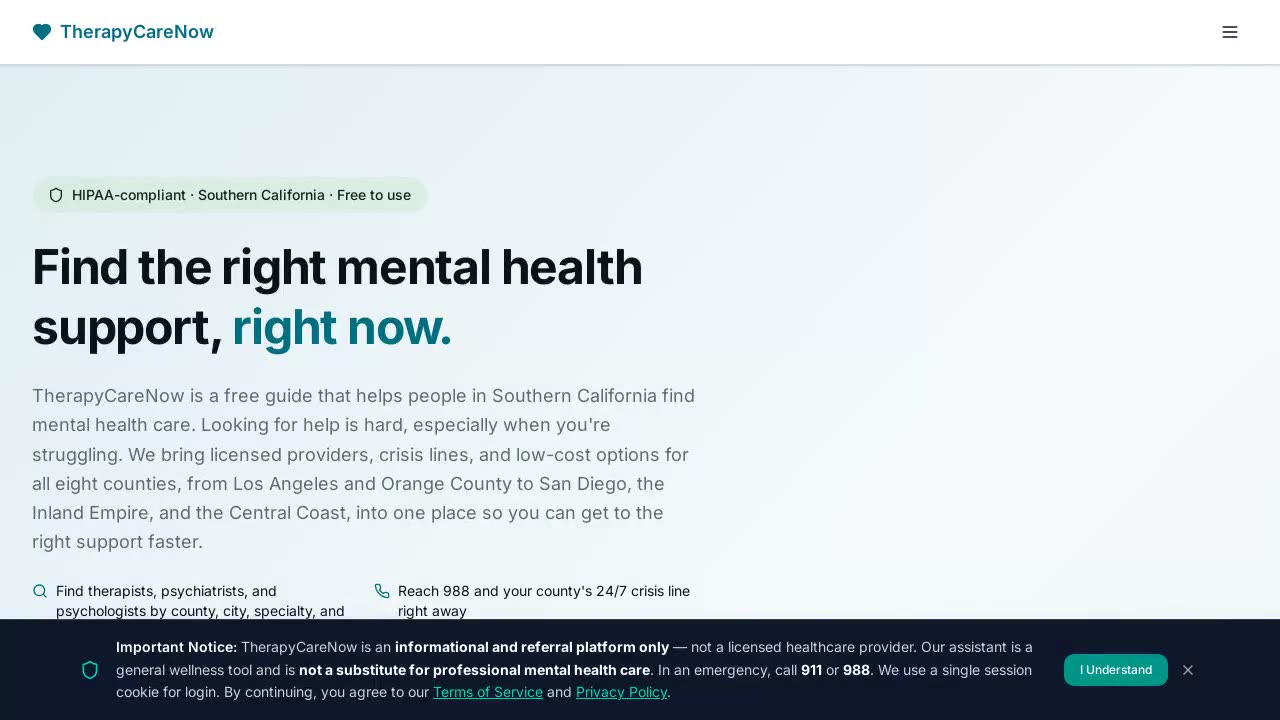 TherapyCareNow
HIPAA-compliant · Southern California · Free to use
Find the right mental health
support, right now.
TherapyCareNow is a free guide that helps people in Southern California find
mental health care. Looking for help is hard, especially when you're
struggling. We bring licensed providers, crisis lines, and low-cost options for
all eight counties, from Los Angeles and Orange County to San Diego, the
Inland Empire, and the Central Coast, into one place so you can get to the
right support faster.
Find therapists, psychiatrists, and
psychologists by county, city, specialty, and
Reach 988 and your county's 24/7 crisis line
right away
Important Notice: TherapyCareNow is an informational and referral platform only — not a licensed healthcare provider. Our assistant is a
general wellness tool and is not a substitute for professional mental health care. In an emergency, call 911 or 988. We use a single session
cookie for login. By continuing, you agree to our Terms of Service and Privacy Policy.
I Understand